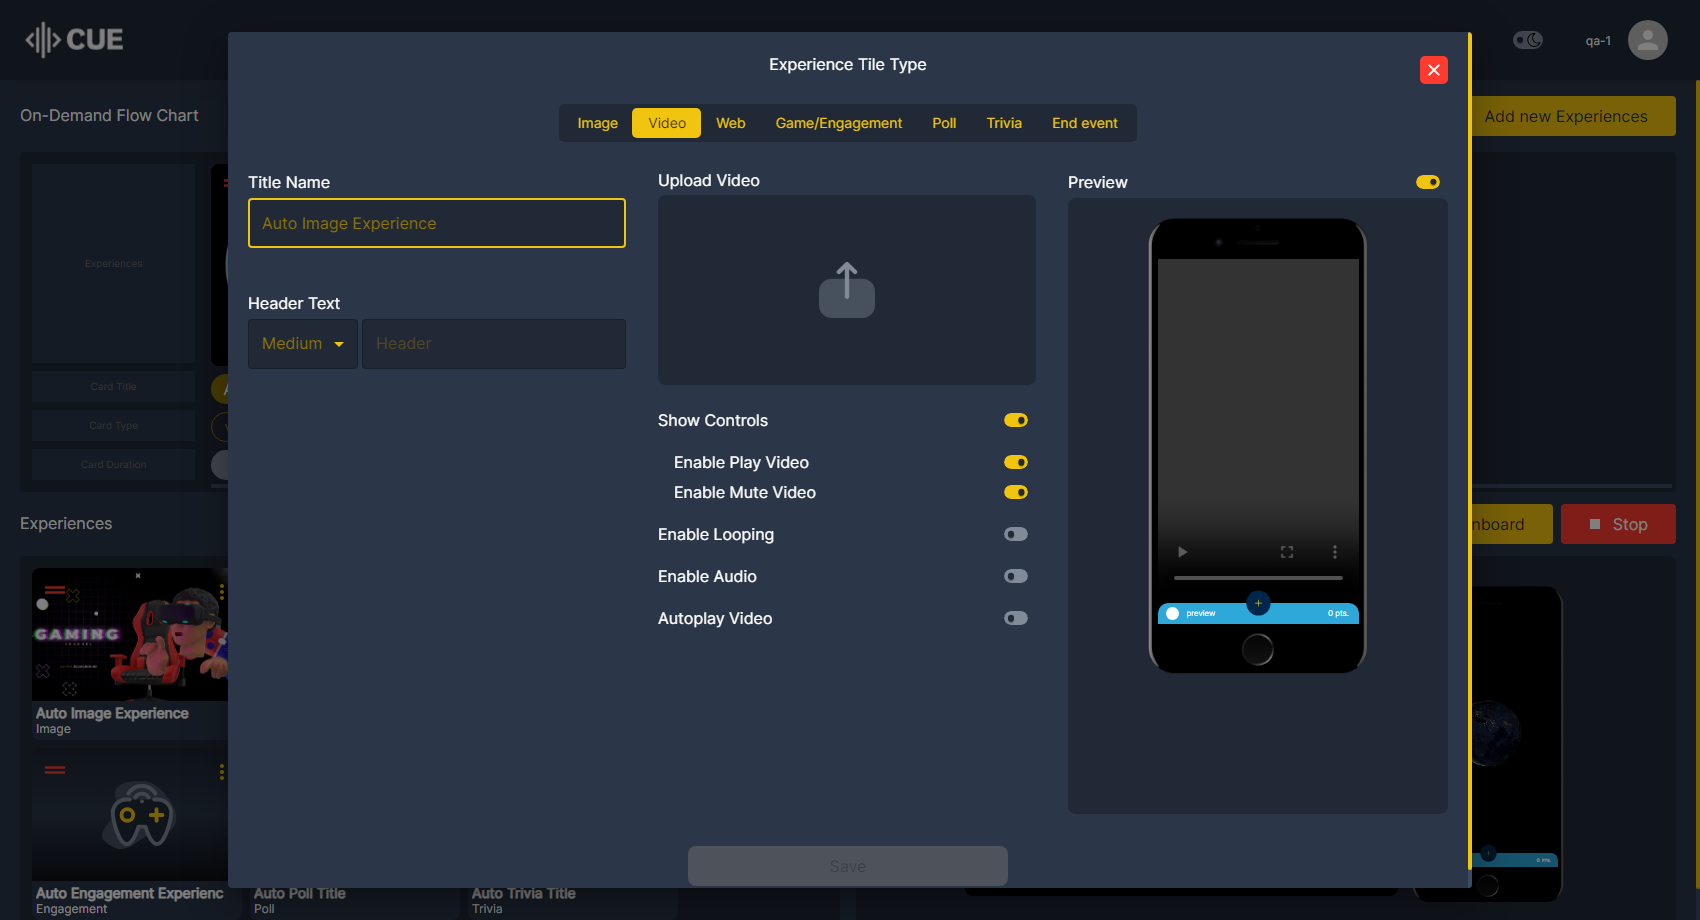 CUE
qa-1
On-Demand Flow Chart
Add new Experiences
Experience Tile Type
Image
Video
Web
Game/Engagement
Poll
Trivia
End event
Title Name
Auto Image Experience
Header Text
Medium
Header
Upload Video
Show Controls
Enable Play Video
Enable Mute Video
Enable Looping
Enable Audio
Autoplay Video
Preview
preview
0 pts.
Save
Experiences
Card Title
Card Type
Card Duration
Experiences
Stop
GAMING
Auto Image Experience
Image
Auto Engagement Experienc
Engagement
Auto Poll Title
Poll
Auto Trivia Title
Trivia
0 pts.